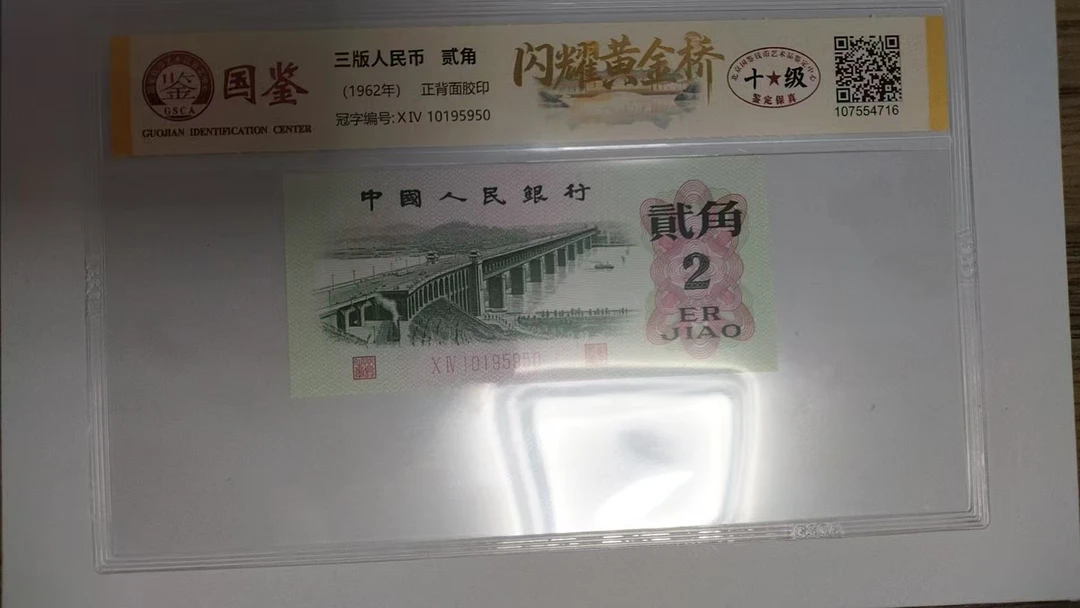 鉴
GSCA
国鉴
GUOJIAN IDENTIFICATION CENTER
三版人民币 贰角
(1962年) 正背面胶印
冠字编号:XIV 10195950
闪耀黄金桥
十★级
鉴定保真
107554716
中國人民銀行
貳角
2
ER
JIAO
XIV 10195950